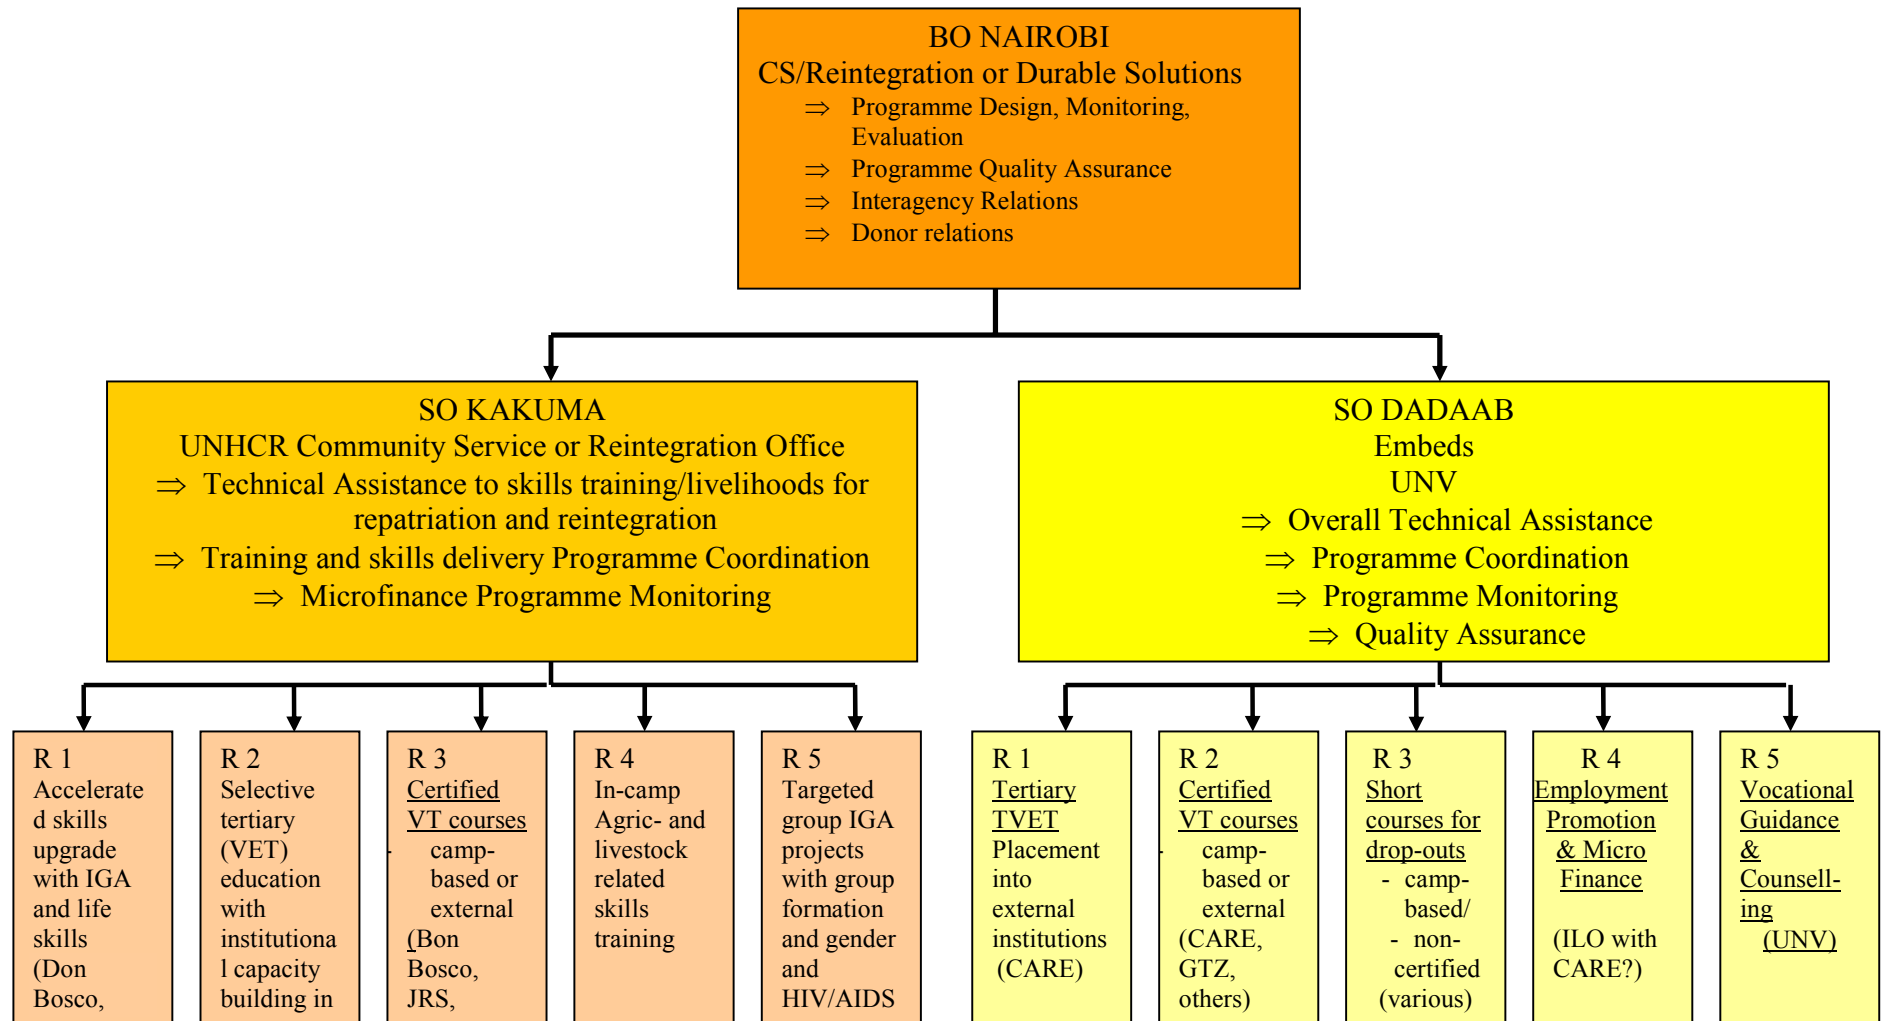 BO NAIROBI
CS/Reintegration or Durable Solutions
⇒ Programme Design, Monitoring,
Evaluation
⇒ Programme Quality Assurance
⇒ Interagency Relations
⇒ Donor relations
SO KAKUMA
UNHCR Community Service or Reintegration Office
⇒ Technical Assistance to skills training/livelihoods for
repatriation and reintegration
⇒ Training and skills delivery Programme Coordination
⇒ Microfinance Programme Monitoring
SO DADAAB
Embeds
UNV
⇒ Overall Technical Assistance
⇒ Programme Coordination
⇒ Programme Monitoring
⇒ Quality Assurance
R 1
Accelerate
d skills
upgrade
with IGA
and life
skills
(Don
Bosco,
R 2
Selective
tertiary
(VET)
education
with
institutiona
l capacity
building in
R 3
Certified
VT courses
- camp-
based or
external
(Bon
Bosco,
JRS,
R 4
In-camp
Agric- and
livestock
related
skills
training
R 5
Targeted
group IGA
projects
with group
formation
and gender
and
HIV/AIDS
R 1
Tertiary
TVET
Placement
into
external
institutions
(CARE)
R 2
Certified
VT courses
- camp-
based or
external
(CARE,
GTZ,
others)
R 3
Short
courses for
drop-outs
- camp-
based/
- non-
certified
(various)
R 4
Employment
Promotion
& Micro
Finance
(ILO with
CARE?)
R 5
Vocational
Guidance
&
Counsell-
ing
(UNV)